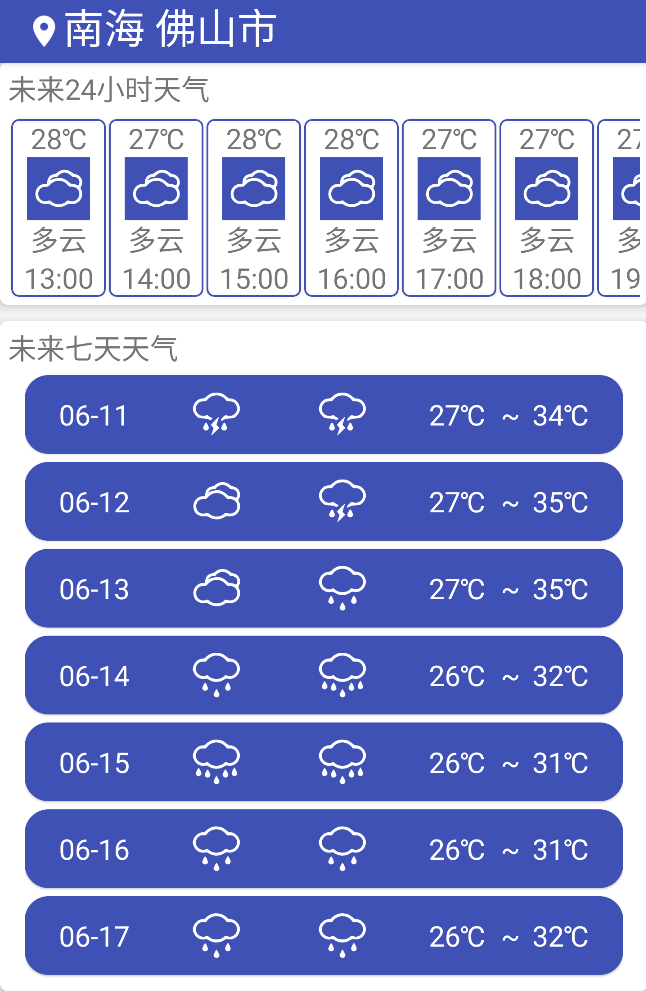 南海 佛山市
未来24小时天气
28℃ 27℃ 28℃ 28℃ 27℃ 27℃ 27
多云 多云 多云 多云 多云 多云 多
13:00 14:00 15:00 16:00 17:00 18:00 19
未来七天天气
06-11 27℃ ~ 34℃
06-12 27℃ ~ 35℃
06-13 27℃ ~ 35℃
06-14 26℃ ~ 32℃
06-15 26℃ ~ 31℃
06-16 26℃ ~ 31℃
06-17 26℃ ~ 32℃